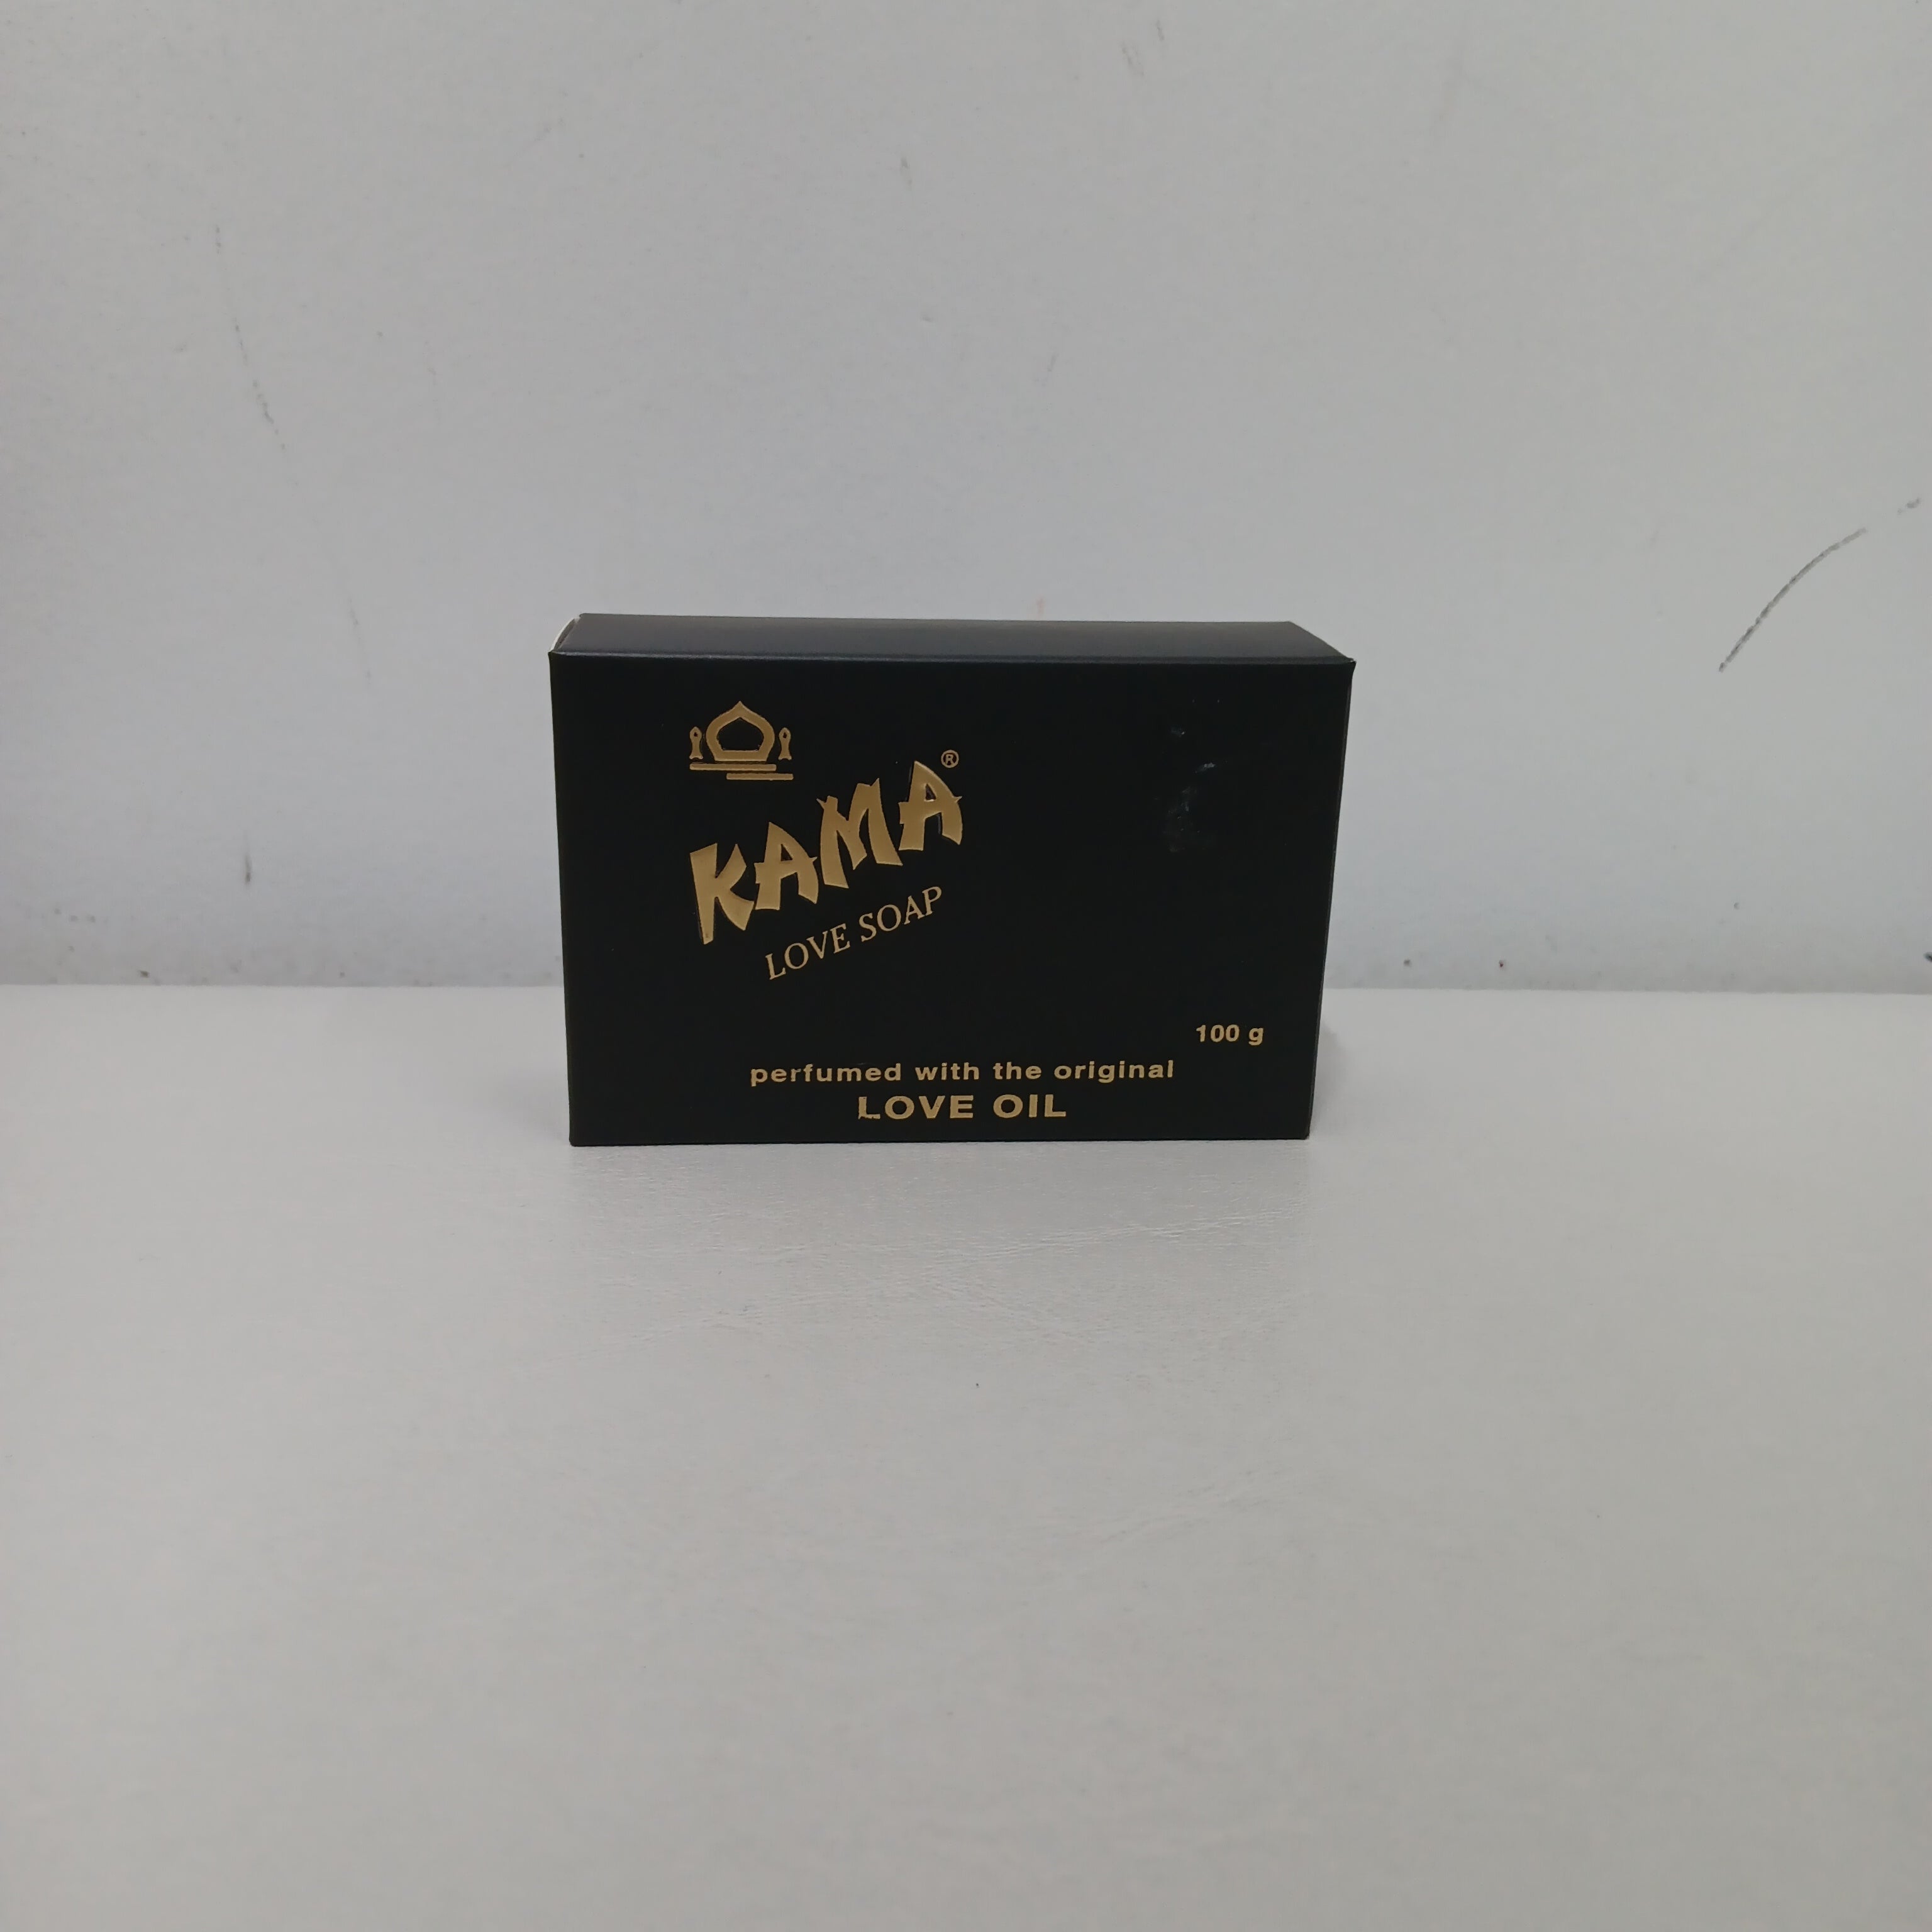 KAMA®
LOVE SOAP
100 g
perfumed with the original
LOVE OIL